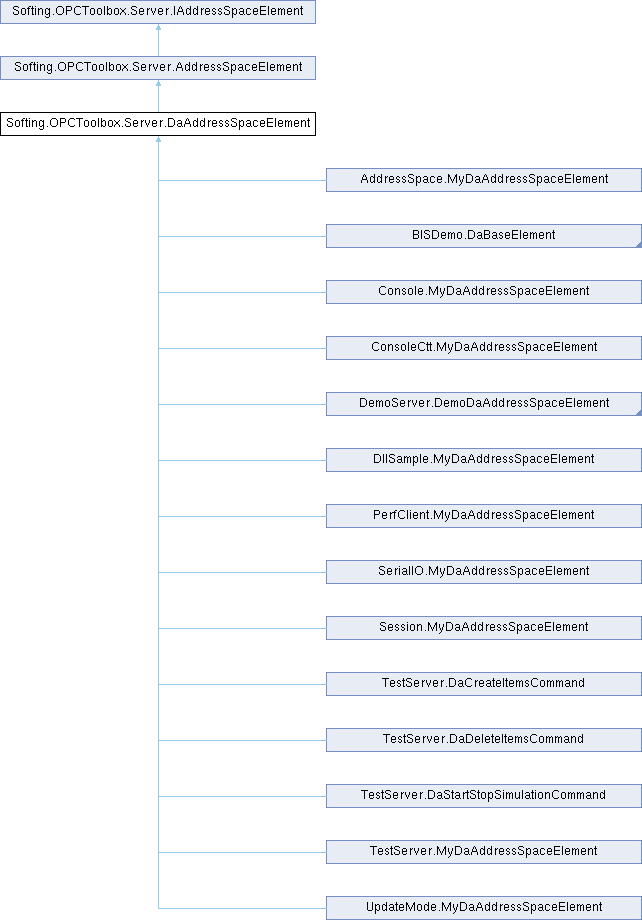 Softing.OPCToolbox.Server.IAddressSpaceElement
Softing.OPCToolbox.Server.AddressSpaceElement
Softing.OPCToolbox.Server.DaAddressSpaceElement
AddressSpace.MyDaAddressSpaceElement
BISDemo.DaBaseElement
Console.MyDaAddressSpaceElement
ConsoleCtt.MyDaAddressSpaceElement
DemoServer.DemoDaAddressSpaceElement
DllSample.MyDaAddressSpaceElement
PerfClient.MyDaAddressSpaceElement
SerialIO.MyDaAddressSpaceElement
Session.MyDaAddressSpaceElement
TestServer.DaCreateItemsCommand
TestServer.DaDeleteItemsCommand
TestServer.DaStartStopSimulationCommand
TestServer.MyDaAddressSpaceElement
UpdateMode.MyDaAddressSpaceElement